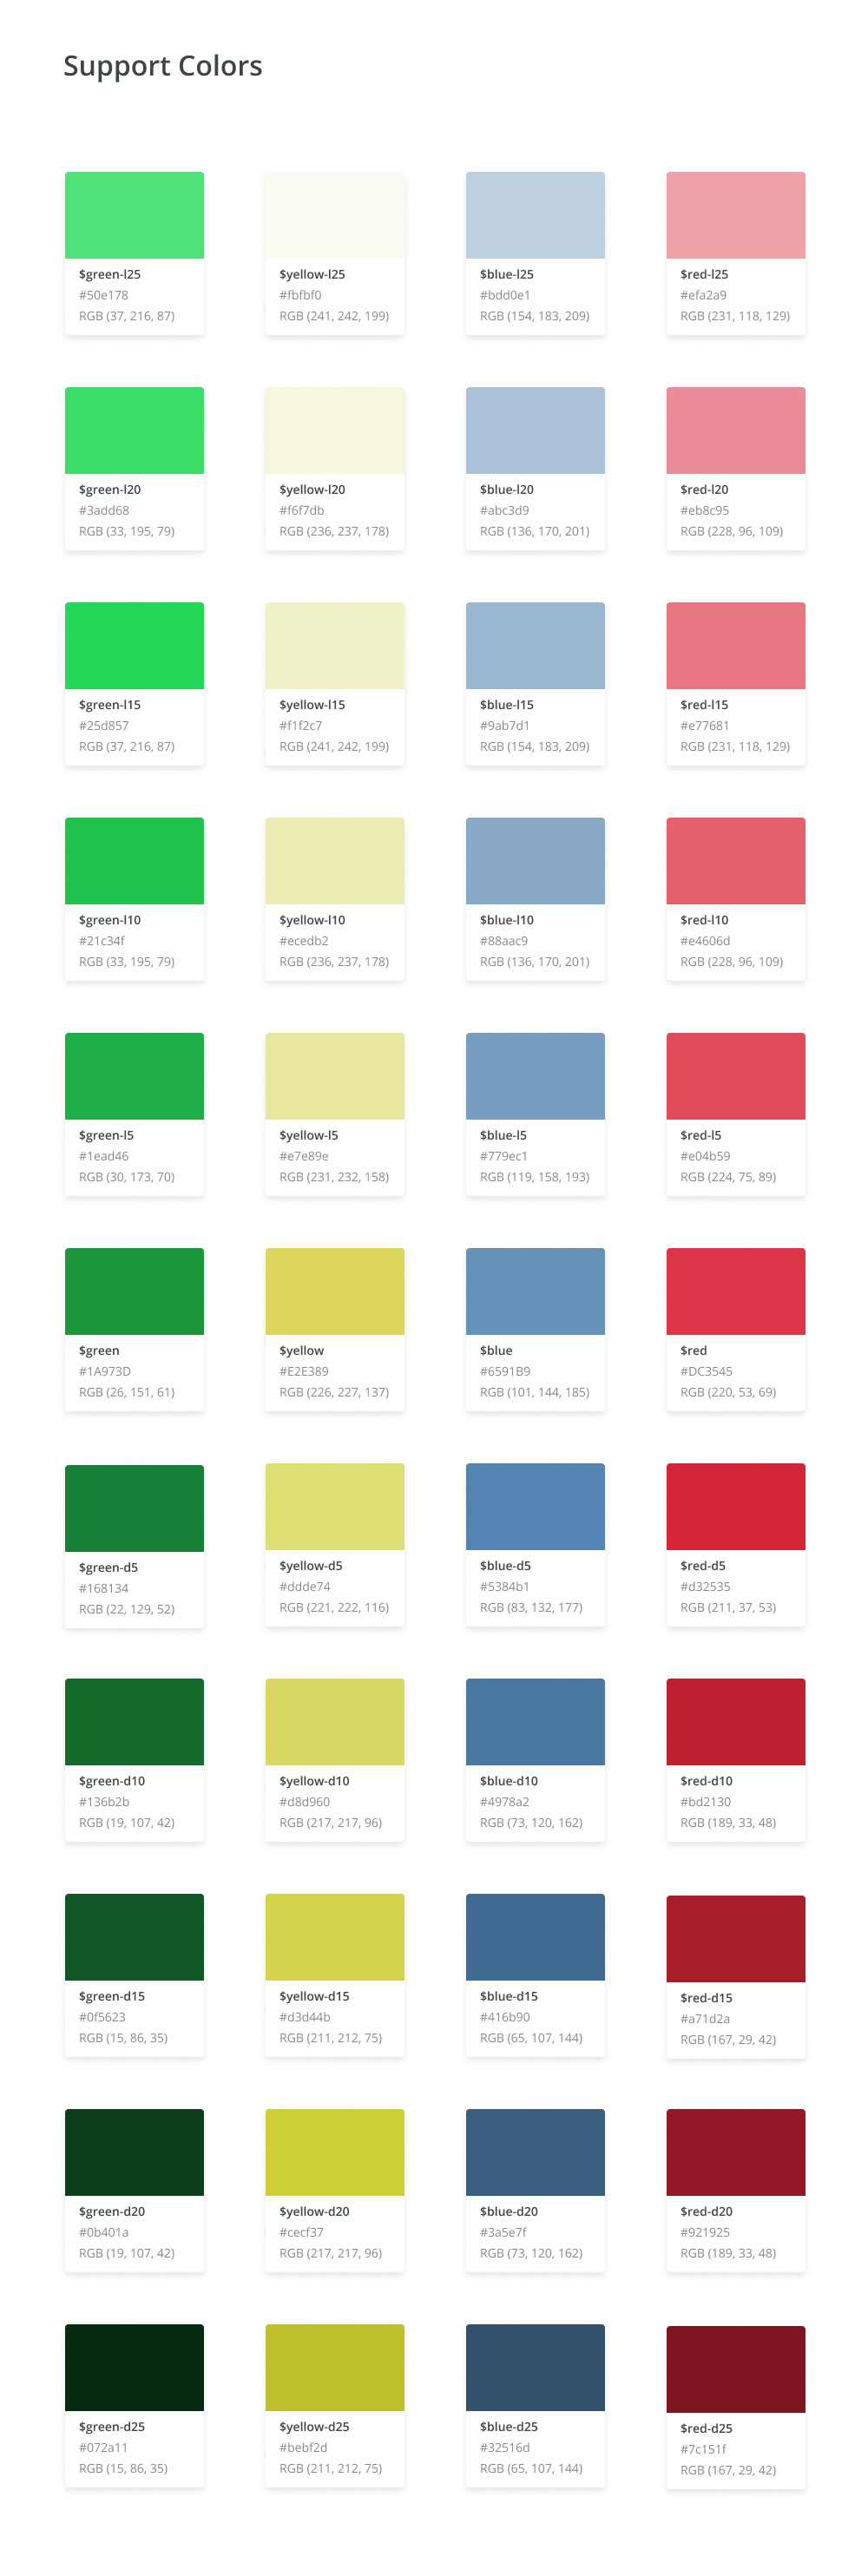 Support Colors
$green-l25
#50e178
RGB (37, 216, 87)
$yellow-l25
#fbfbf0
RGB (241, 242, 199)
$blue-l25
#bdd0e1
RGB (154, 183, 209)
$red-l25
#efa2a9
RGB (231, 118, 129)
$green-l20
#3add68
RGB (33, 195, 79)
$yellow-l20
#f6f7db
RGB (236, 237, 178)
$blue-l20
#abc3d9
RGB (136, 170, 201)
$red-l20
#eb8c95
RGB (228, 96, 109)
$green-l15
#25d857
RGB (37, 216, 87)
$yellow-l15
#f1f2c7
RGB (241, 242, 199)
$blue-l15
#9ab7d1
RGB (154, 183, 209)
$red-l15
#e77681
RGB (231, 118, 129)
$green-l10
#21c34f
RGB (33, 195, 79)
$yellow-l10
#ecedb2
RGB (236, 237, 178)
$blue-l10
#88aac9
RGB (136, 170, 201)
$red-l10
#e4606d
RGB (228, 96, 109)
$green-l5
#1ead46
RGB (30, 173, 70)
$yellow-l5
#e7e89e
RGB (231, 232, 158)
$blue-l5
#779ec1
RGB (119, 158, 193)
$red-l5
#e04b59
RGB (224, 75, 89)
$green
#1A973D
RGB (26, 151, 61)
$yellow
#E2E389
RGB (226, 227, 137)
$blue
#6591B9
RGB (101, 144, 185)
$red
#DC3545
RGB (220, 53, 69)
$green-d5
#168134
RGB (22, 129, 52)
$yellow-d5
#ddde74
RGB (221, 222, 116)
$blue-d5
#5384b1
RGB (83, 132, 177)
$red-d5
#d32535
RGB (211, 37, 53)
$green-d10
#136b2b
RGB (19, 107, 42)
$yellow-d10
#d8d960
RGB (217, 217, 96)
$blue-d10
#4978a2
RGB (73, 120, 162)
$red-d10
#bd2130
RGB (189, 33, 48)
$green-d15
#0f5623
RGB (15, 86, 35)
$yellow-d15
#d3d44b
RGB (211, 212, 75)
$blue-d15
#416b90
RGB (65, 107, 144)
$red-d15
#a71d2a
RGB (167, 29, 42)
$green-d20
#0b401a
RGB (19, 107, 42)
$yellow-d20
#cecf37
RGB (217, 217, 96)
$blue-d20
#3a5e7f
RGB (73, 120, 162)
$red-d20
#921925
RGB (189, 33, 48)
$green-d25
#072a11
RGB (15, 86, 35)
$yellow-d25
#bebf2d
RGB (211, 212, 75)
$blue-d25
#32516d
RGB (65, 107, 144)
$red-d25
#7c151f
RGB (167, 29, 42)